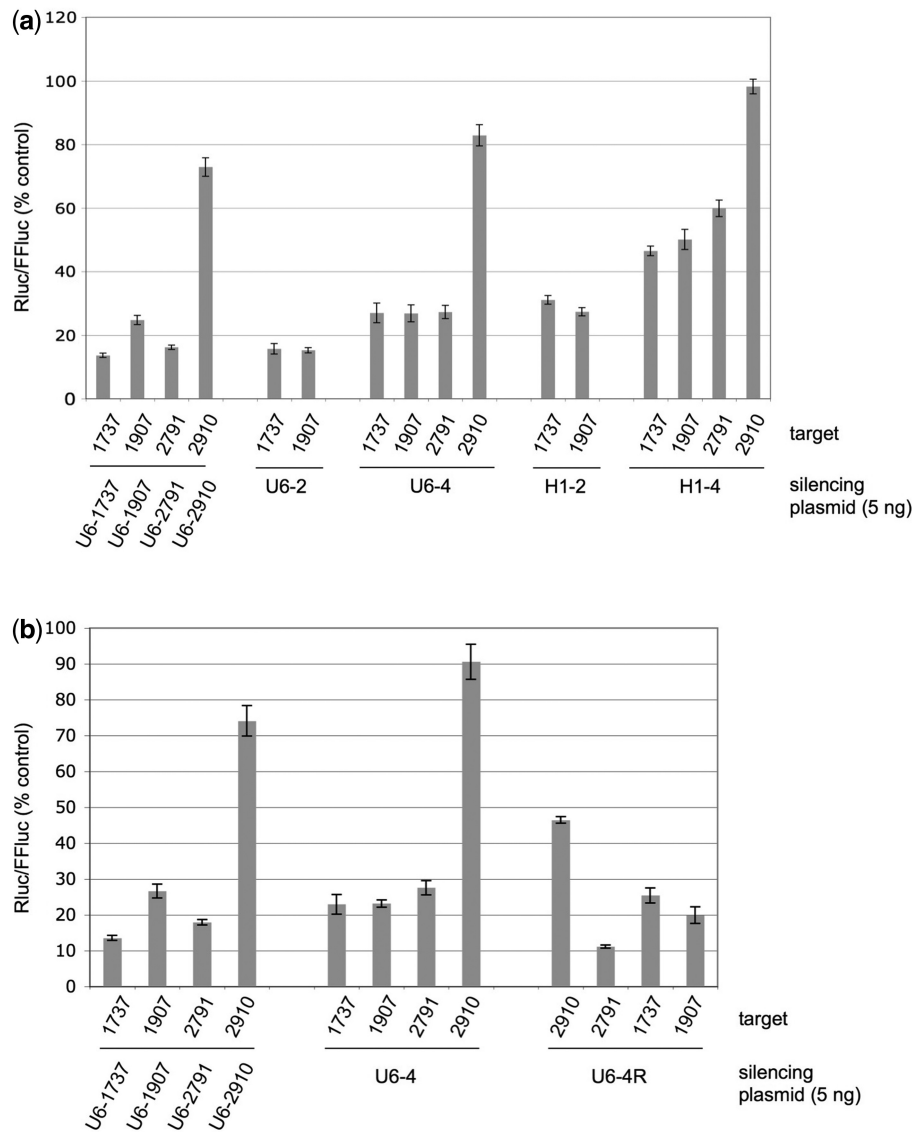 (a)
120
100
80
60
40
20
0
Rluc/FFluc (% control)
1737 1907 2791 2910 1737 1907 1737 1907 2791 2910 1737 1907 1737 1907 2791 2910 target
U6-1737 U6-1907 U6-2791 U6-2910 U6-2 U6-4 H1-2 H1-4 silencing
plasmid (5 ng)
(b)
100
90
80
70
60
50
40
30
20
10
0
Rluc/FFluc (% control)
1737 1907 2791 2910 1737 1907 2791 2910 2910 2791 1737 1907 target
U6-1737 U6-1907 U6-2791 U6-2910 U6-4 U6-4R silencing
plasmid (5 ng)